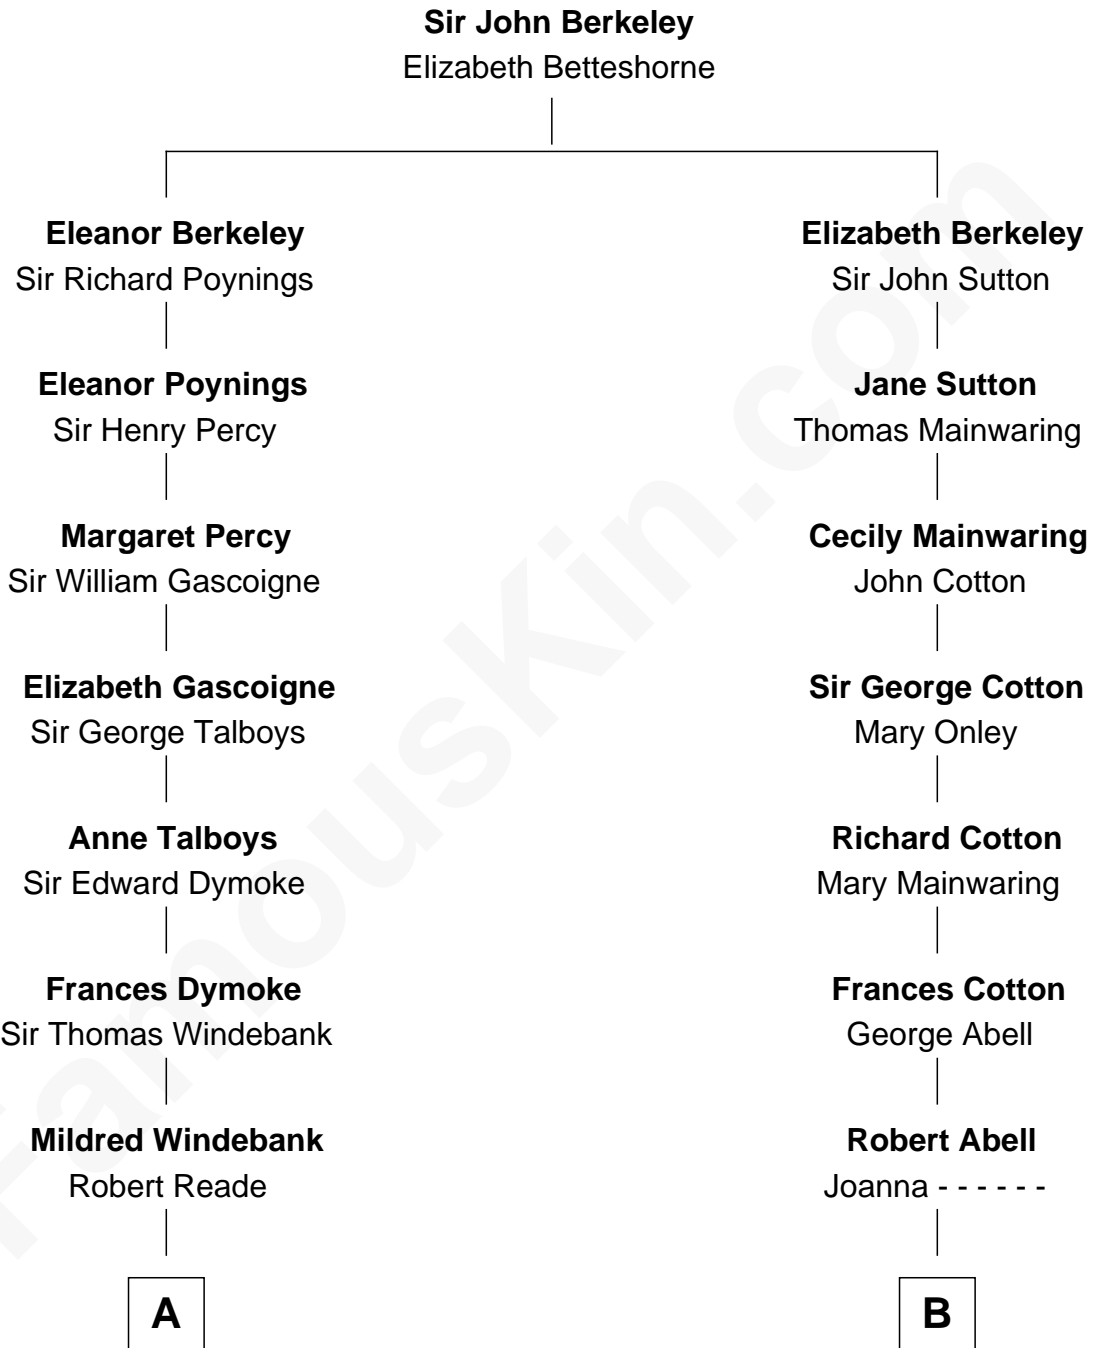 Sir John Berkeley
Elizabeth Betteshorne
Eleanor Berkeley
Sir Richard Poynings
Eleanor Poynings
Sir Henry Percy
Margaret Percy
Sir William Gascoigne
Elizabeth Gascoigne
Sir George Talboys
Anne Talboys
Sir Edward Dymoke
Frances Dymoke
Sir Thomas Windebank
Mildred Windebank
Robert Reade
A
Elizabeth Berkeley
Sir John Sutton
Jane Sutton
Thomas Mainwaring
Cecily Mainwaring
John Cotton
Sir George Cotton
Mary Onley
Richard Cotton
Mary Mainwaring
Frances Cotton
George Abell
Robert Abell
Joanna - - - - - -
B
FamousKin.com